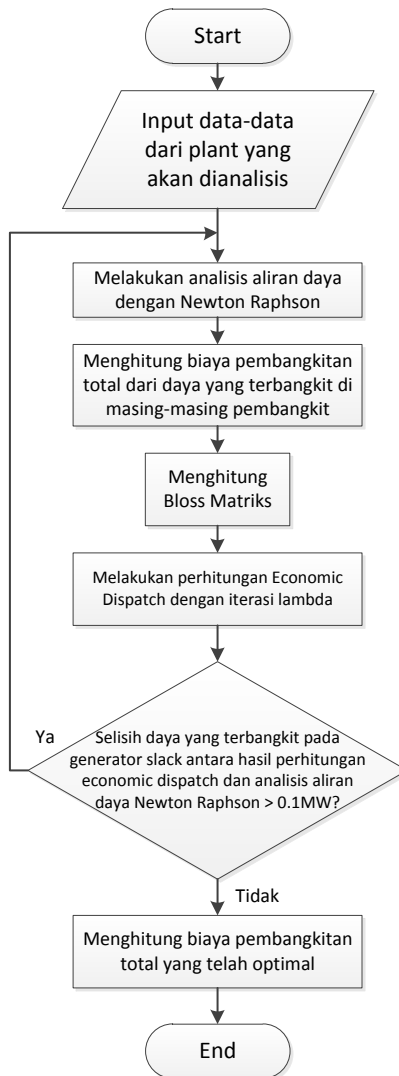 Start
Input data-data
dari plant yang
akan dianalisis
Melakukan analisis aliran daya
dengan Newton Raphson
Menghitung biaya pembangkitan
total dari daya yang terbangkit di
masing-masing pembangkit
Menghitung
Bloss Matriks
Melakukan perhitungan Economic
Dispatch dengan iterasi lambda
Ya
Selisih daya yang terbangkit pada
generator slack antara hasil perhitungan
economic dispatch dan analisis aliran
daya Newton Raphson > 0.1MW?
Tidak
Menghitung biaya pembangkitan
total yang telah optimal
End